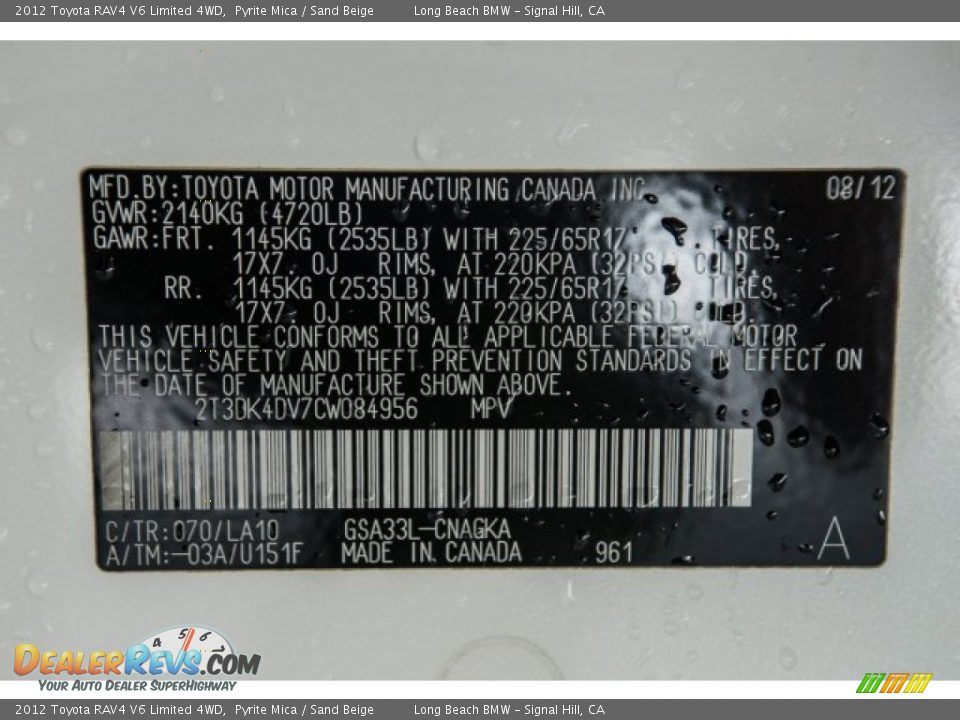 2012 Toyota RAV4 V6 Limited 4WD, Pyrite Mica / Sand Beige Long Beach BMW - Signal Hill, CA
MFD.BY:TOYOTA MOTOR MANUFACTURING CANADA INC. 08/12
GVWR:2140KG (4720LB)
GAWR:FRT. 1145KG (2535LB) WITH 225/65R17 TIRES,
17X7.0J RIMS, AT 220KPA (32PSI) COLD
RR. 1145KG (2535LB) WITH 225/65R17 TIRES,
17X7.0J RIMS, AT 220KPA (32PSI) COLD
THIS VEHICLE CONFORMS TO ALL APPLICABLE FEDERAL MOTOR
VEHICLE SAFETY AND THEFT PREVENTION STANDARDS IN EFFECT ON
THE DATE OF MANUFACTURE SHOWN ABOVE.
2T3DK4DV7CW084956 MPV
C/TR:070/LA10 GSA33L-CNAGKA
A/TM:-03A/U151F MADE IN CANADA 961 A
4 5 6
DEALERREVS.COM
YOUR AUTO DEALER SUPERHIGHWAY
2012 Toyota RAV4 V6 Limited 4WD, Pyrite Mica / Sand Beige Long Beach BMW - Signal Hill, CA